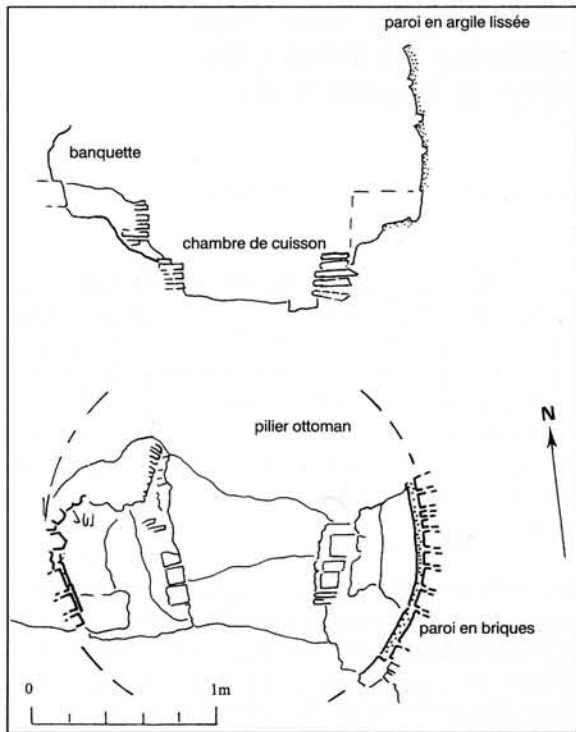 paroi en argile lissée
banquette
chambre de cuisson
pilier ottoman
N
paroi en briques
0 1m